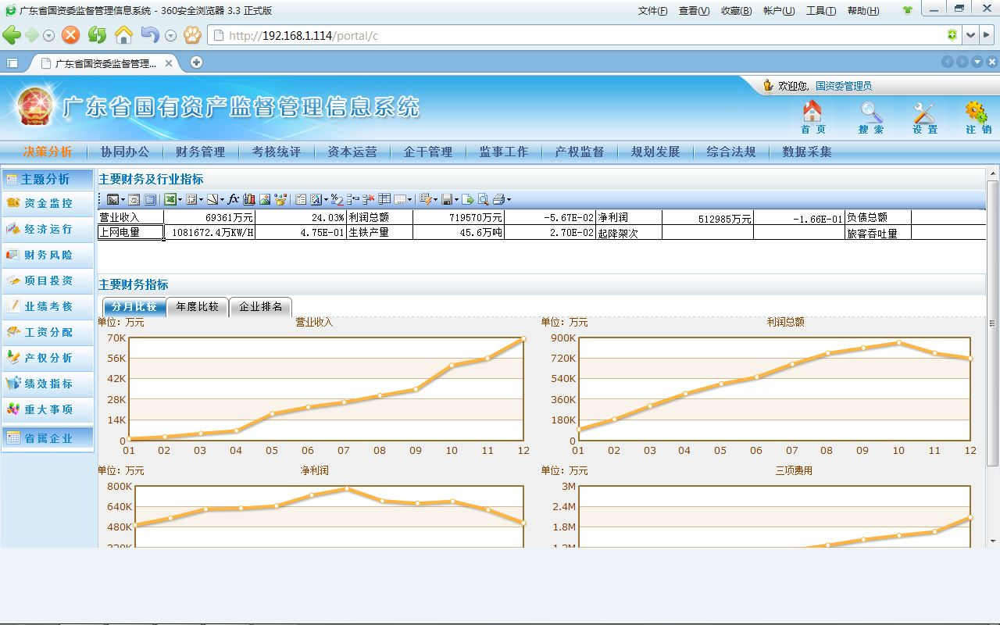 广东省国资委监督管理信息系统 - 360安全浏览器 3.3 正式版
文件(F) 查看(V) 收藏(B) 帐户(U) 工具(T) 帮助(H)
http://192.168.1.114/portal/c
广东省国资委监督管理...
欢迎您, 国资委管理员
广东省国有资产监督管理信息系统
首页 搜索 设置 注销
决策分析 协同办公 财务管理 考核统评 资本运营 企干管理 监事工作 产权监督 规划发展 综合法规 数据采集
主题分析
资金监控
经济运行
财务风险
项目投资
业绩考核
工资分配
产权分析
绩效指标
重大事项
省属企业
主要财务及行业指标
营业收入 69361万元 24.03% 利润总额 719570万元 -5.67E-02 净利润 512985万元 -1.66E-01 负债总额
上网电量 1081672.4万KW/H 4.75E-01 生铁产量 45.6万吨 2.70E-02 起降架次 旅客吞吐量
主要财务指标
分月比较 年度比较 企业排名
单位: 万元 营业收入
70K
56K
42K
28K
14K
0
01 02 03 04 05 06 07 08 09 10 11 12
单位: 万元 利润总额
900K
720K
540K
360K
180K
0
01 02 03 04 05 06 07 08 09 10 11 12
单位: 万元 净利润
800K
640K
480K
320K
单位: 万元 三项费用
3M
2.4M
1.8M
1.2M